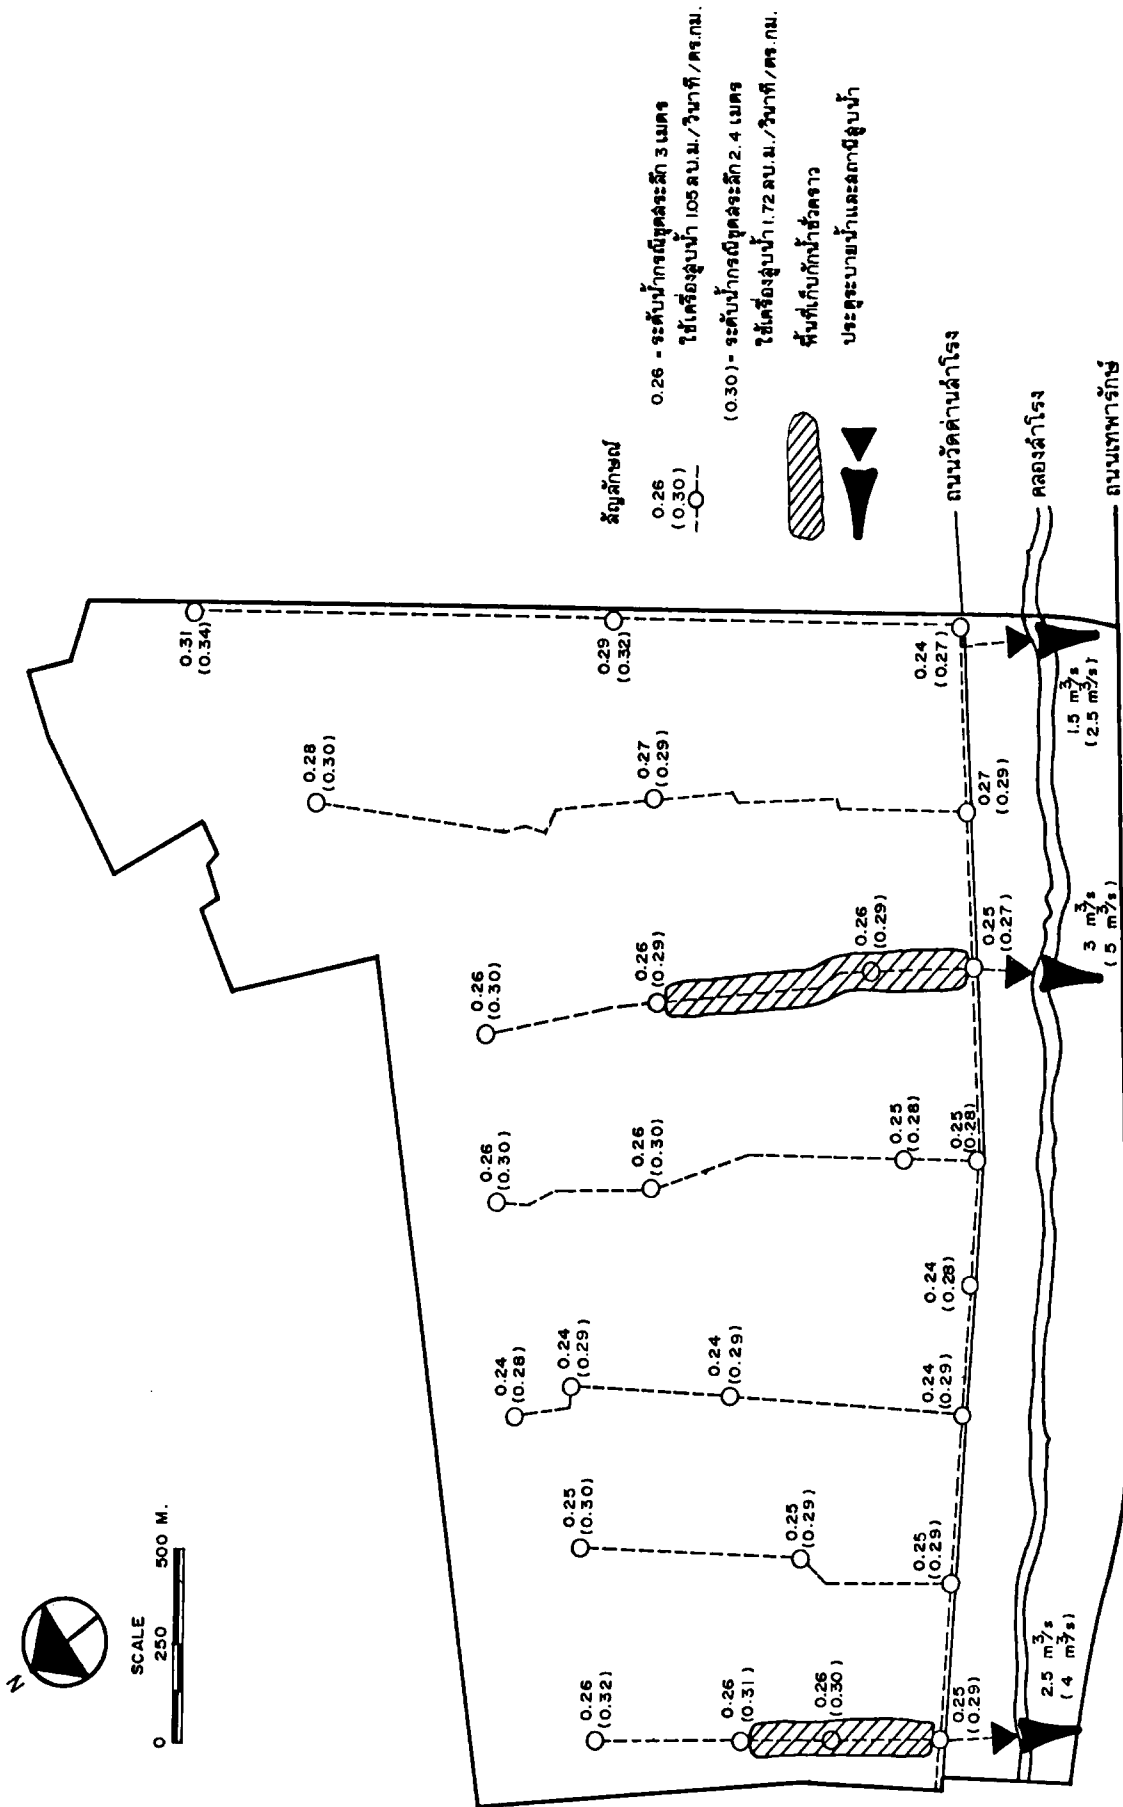 N
SCALE
0 250 500 M.
0.31
(0.34)
0.29
(0.32)
0.24
(0.27)
0.28
(0.30)
0.27
(0.29)
0.27
(0.29)
0.26
(0.30)
0.26
(0.29)
0.26
(0.29)
0.25
(0.27)
0.26
(0.30)
0.26
(0.30)
0.25
(0.28)
0.25
(0.28)
0.24
(0.28)
0.24
(0.28)
0.24
(0.29)
0.24
(0.29)
0.24
(0.29)
0.25
(0.30)
0.25
(0.29)
0.25
(0.29)
0.26
(0.32)
0.26
(0.31)
0.26
(0.30)
0.25
(0.29)
1.5 m³/s
(2.5 m³/s)
3 m³/s
(5 m³/s)
2.5 m³/s
(4 m³/s)
ถนนวัดด่านสำโรง
คลองสำโรง
ถนนเทพารักษ์
สัญลักษณ์
0.26
(0.30)
0.26 - ระดับน้ำกรณีขุดสระลึก 3 เมตร
ใช้เครื่องสูบน้ำ 1.05 ลบ.ม./วินาที/ตร.กม.
(0.30)- ระดับน้ำกรณีขุดสระลึก 2.4 เมตร
ใช้เครื่องสูบน้ำ 1.72 ลบ.ม./วินาที/ตร.กม.
พื้นที่เก็บกักน้ำชั่วคราว
ประตูระบายน้ำและสถานีสูบน้ำ